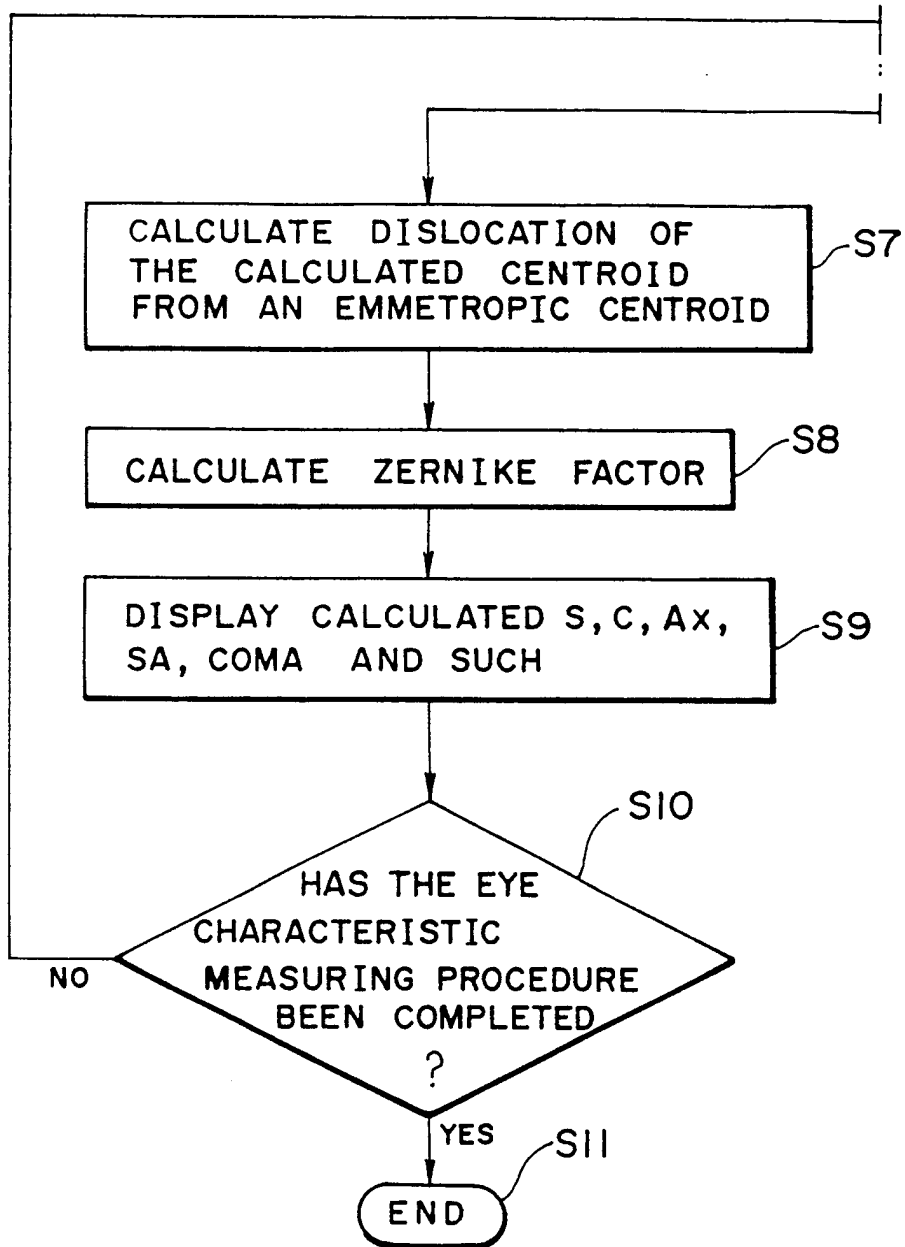 CALCULATE DISLOCATION OF
THE CALCULATED CENTROID
FROM AN EMMETROPIC CENTROID
S7
CALCULATE ZERNIKE FACTOR
S8
DISPLAY CALCULATED S, C, AX,
SA, COMA AND SUCH
S9
S10
HAS THE EYE
CHARACTERISTIC
MEASURING PROCEDURE
BEEN COMPLETED
?
NO
YES
S11
END